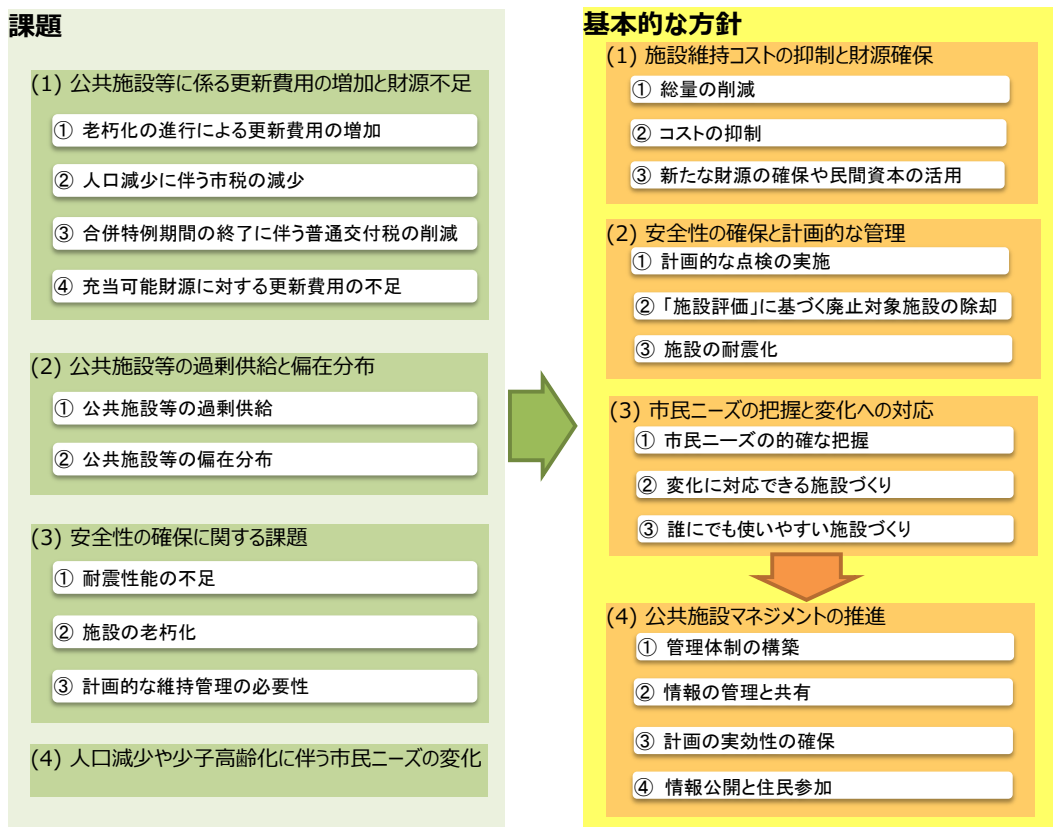 課題
(1) 公共施設等に係る更新費用の増加と財源不足
① 老朽化の進行による更新費用の増加
② 人口減少に伴う市税の減少
③ 合併特例期間の終了に伴う普通交付税の削減
④ 充当可能財源に対する更新費用の不足
(2) 公共施設等の過剰供給と偏在分布
① 公共施設等の過剰供給
② 公共施設等の偏在分布
(3) 安全性の確保に関する課題
① 耐震性能の不足
② 施設の老朽化
③ 計画的な維持管理の必要性
(4) 人口減少や少子高齢化に伴う市民ニーズの変化
基本的な方針
(1) 施設維持コストの抑制と財源確保
① 総量の削減
② コストの抑制
③ 新たな財源の確保や民間資本の活用
(2) 安全性の確保と計画的な管理
① 計画的な点検の実施
② 「施設評価」に基づく廃止対象施設の除却
③ 施設の耐震化
(3) 市民ニーズの把握と変化への対応
① 市民ニーズの的確な把握
② 変化に対応できる施設づくり
③ 誰にでも使いやすい施設づくり
(4) 公共施設マネジメントの推進
① 管理体制の構築
② 情報の管理と共有
③ 計画の実効性の確保
④ 情報公開と住民参加